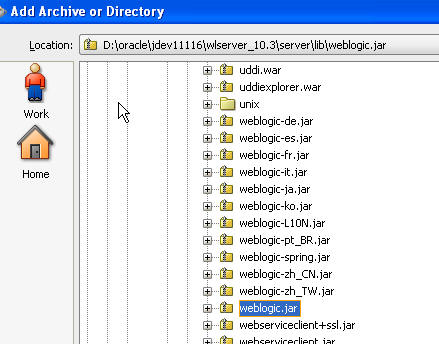 Add Archive or Directory
Location: D:\oracle\jdev11116\wlserver_10.3\server\lib\weblogic.jar
Work
Home
uddi.war
uddiexplorer.war
unix
weblogic-de.jar
weblogic-es.jar
weblogic-fr.jar
weblogic-it.jar
weblogic-ja.jar
weblogic-ko.jar
weblogic-L10N.jar
weblogic-pt_BR.jar
weblogic-spring.jar
weblogic-zh_CN.jar
weblogic-zh_TW.jar
weblogic.jar
webserviceclient+ssl.jar
webserviceclient.jar